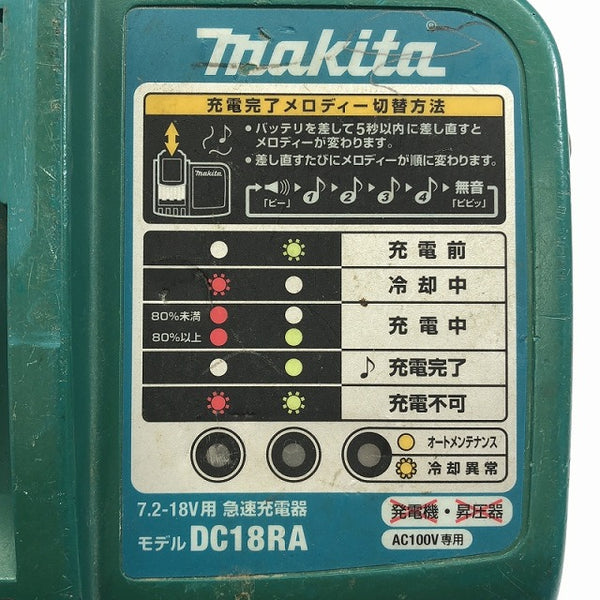 makita
充電完了メロディー切替方法
• バッテリを差して5秒以内に差し直すと
メロディーが変わります。
• 差し直すたびにメロディーが順に変わります。
makita
「ピー」 1 2 3 4 無音 「ピピッ」
充電前
冷却中
80%未満
80%以上
充電中
充電完了
充電不可
オートメンテナンス
冷却異常
7.2-18V用 急速充電器
モデル DC18RA
発電機・昇圧器
AC100V専用